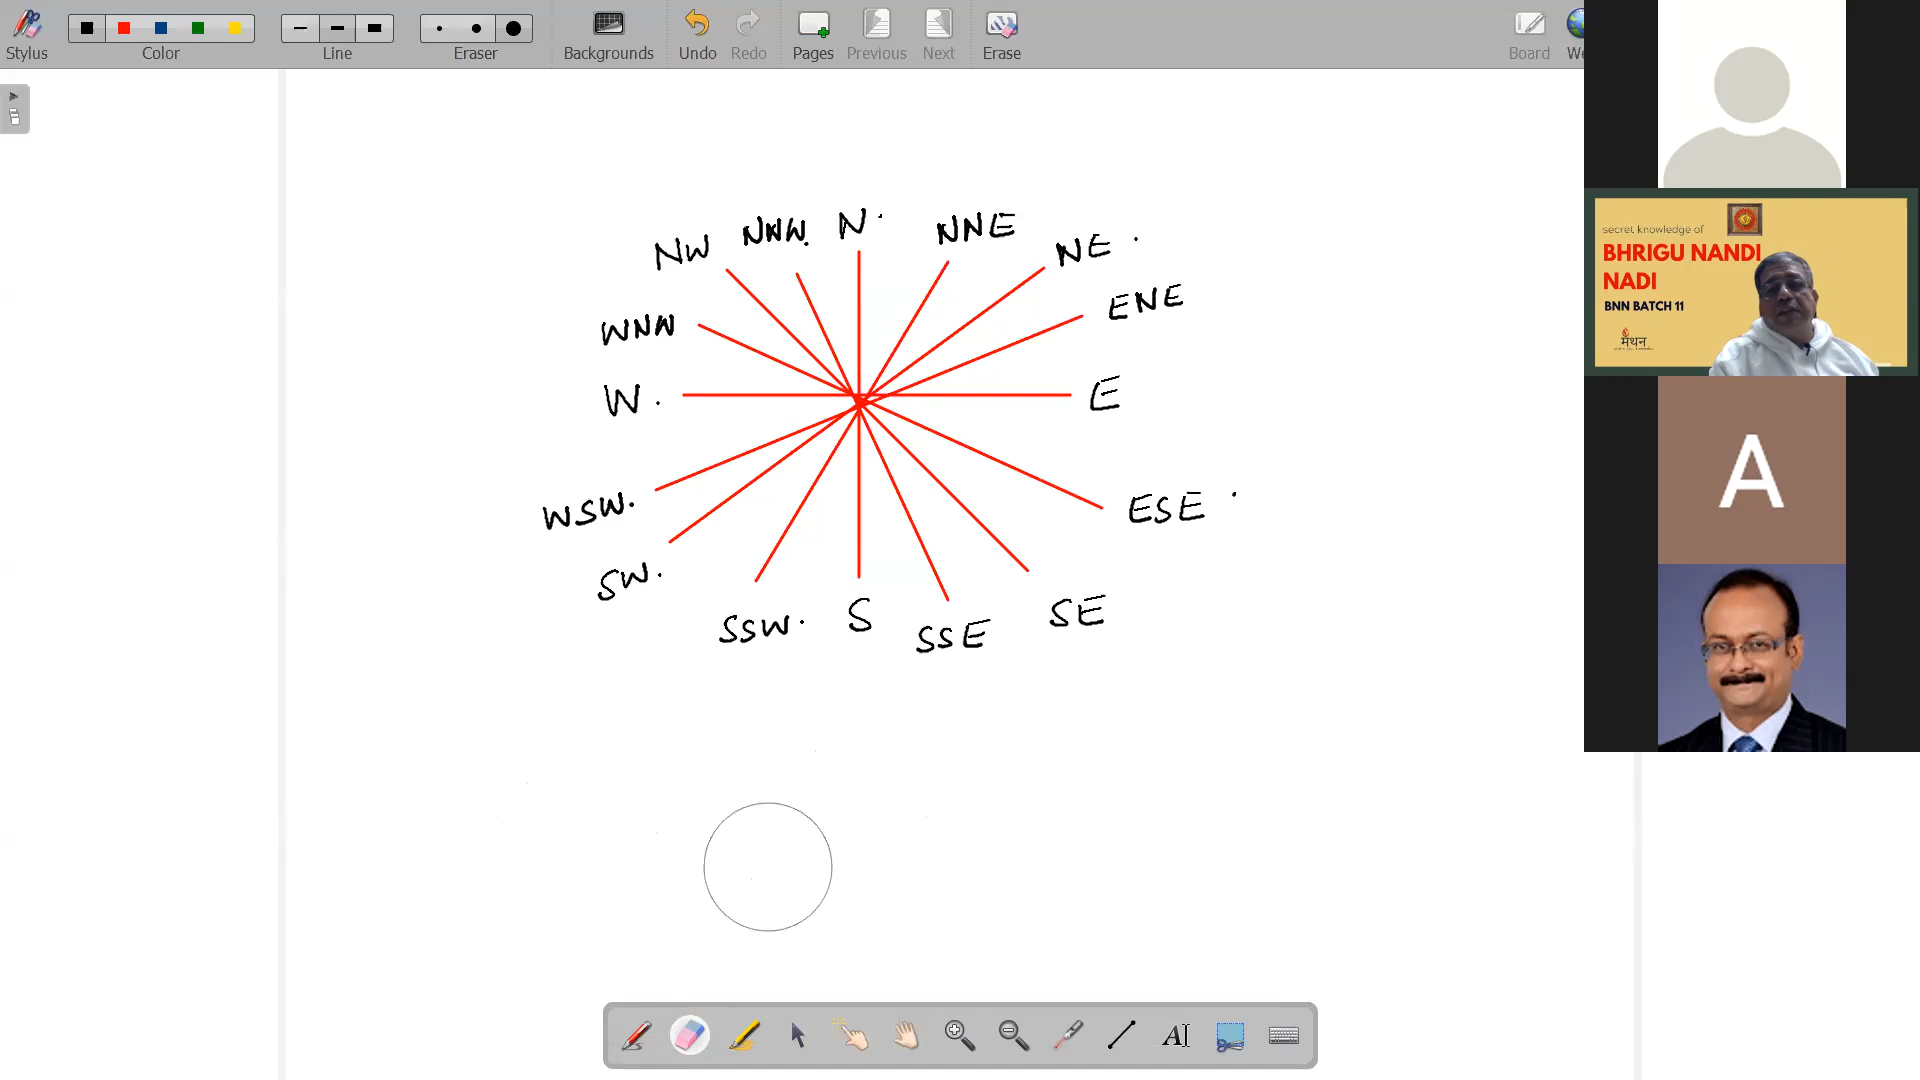 Stylus
Color
Line
Eraser
Backgrounds
Undo
Redo
Pages
Previous
Next
Erase
Board
secret knowledge of
BHRIGU NANDI
NADI
BNN BATCH 11
मंथन
A
NW
NNW.
N.
NNE
NE.
WNW
ENE
W.
E
WSW.
ESE.
SW.
SSW.
S
SSE
SE